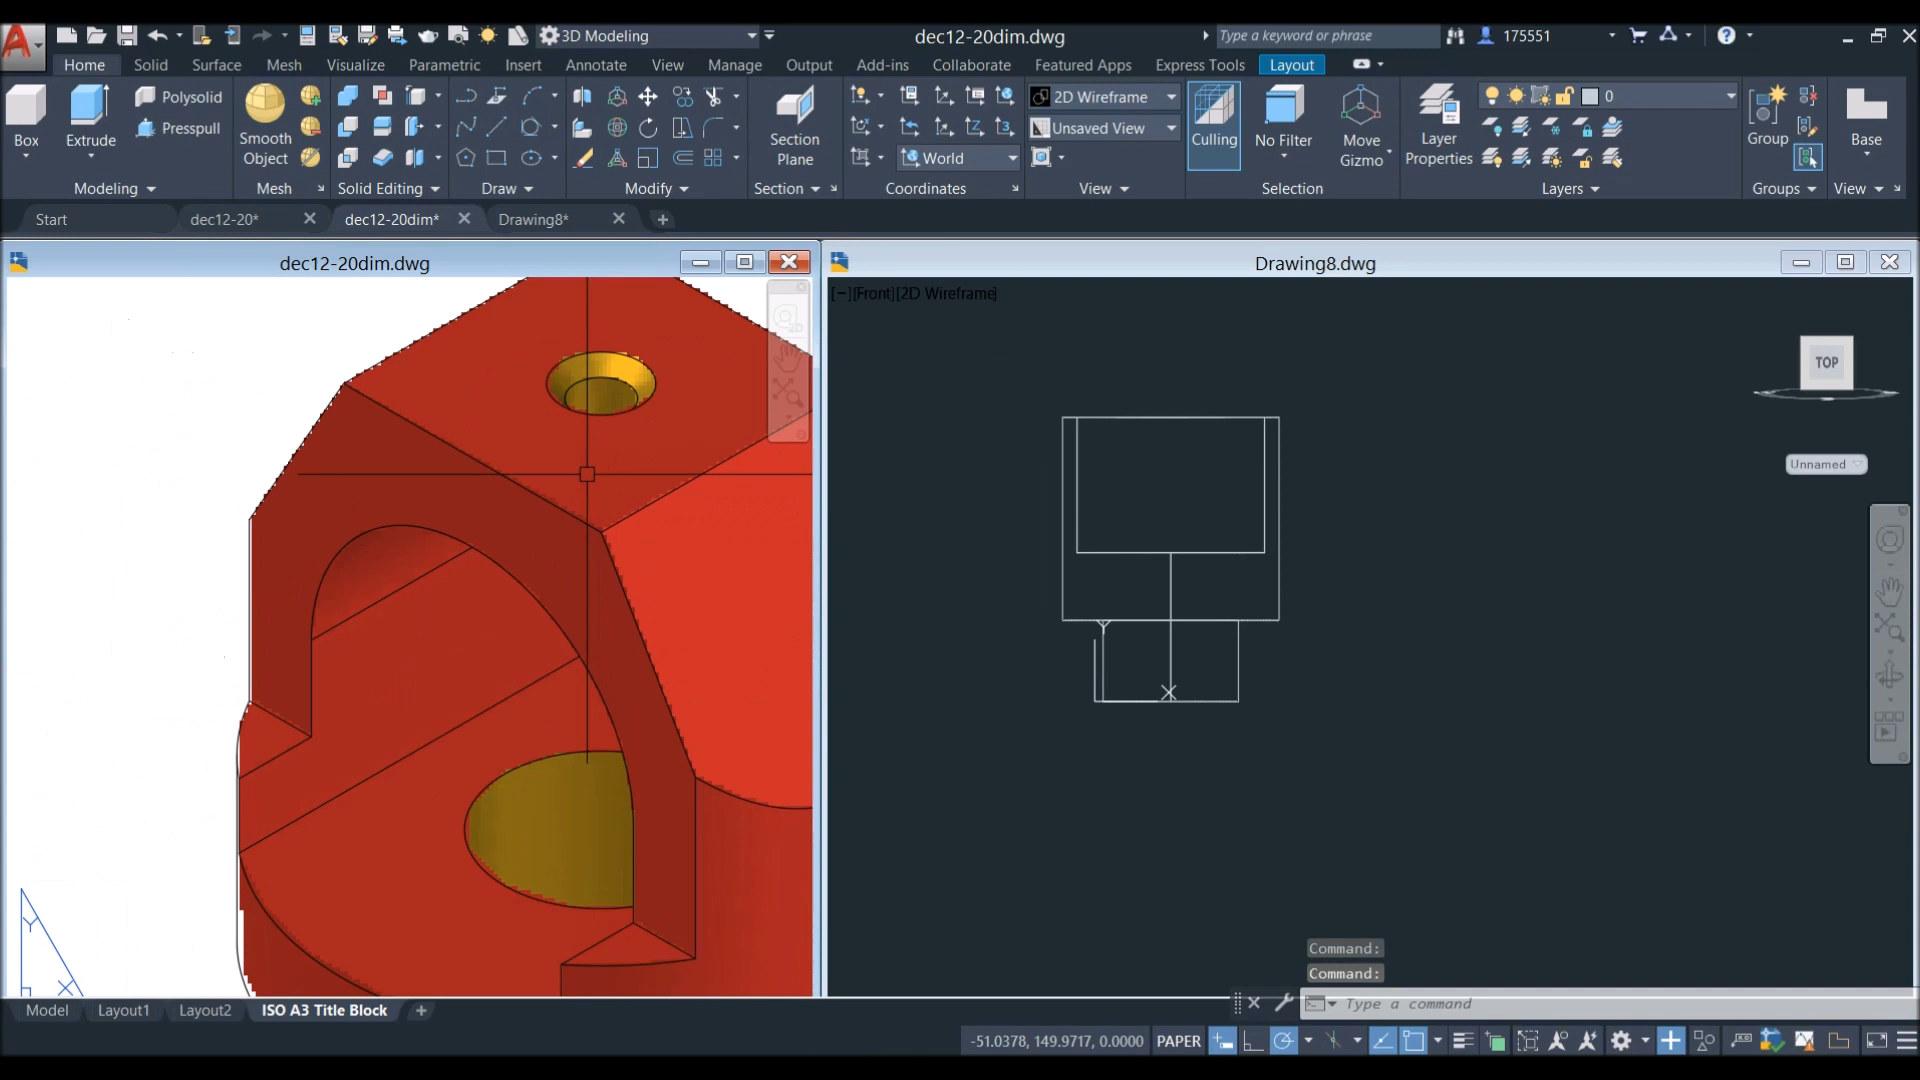 3D Modeling
dec12-20dim.dwg
Type a keyword or phrase
175551
Home Solid Surface Mesh Visualize Parametric Insert Annotate View Manage Output Add-ins Collaborate Featured Apps Express Tools Layout
Box
Extrude
Polysolid
Presspull
Modeling
Smooth
Object
Mesh
Solid Editing
Draw
Modify
Section
Plane
Section
World
Coordinates
2D Wireframe
Unsaved View
View
Culling
No Filter
Move
Gizmo
Selection
Layer
Properties
0
Layers
Group
Groups
Base
View
Start
dec12-20*
dec12-20dim*
Drawing8*
dec12-20dim.dwg
Drawing8.dwg
[−][Front][2D Wireframe]
TOP
Unnamed
Y
X
Y
X
Command:
Command:
Type a command
Model Layout1 Layout2 ISO A3 Title Block
-51.0378, 149.9717, 0.0000 PAPER